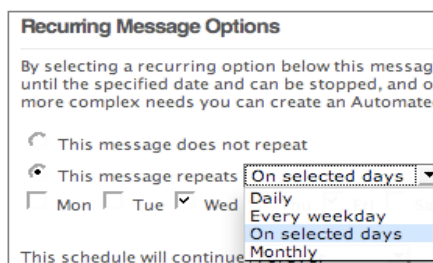 Recurring Message Options
By selecting a recurring option below this messag
until the specified date and can be stopped, and o
more complex needs you can create an Automate
This message does not repeat
This message repeats On selected days
Mon Tue Wed
Daily
Every weekday
On selected days
Monthly
This schedule will continue